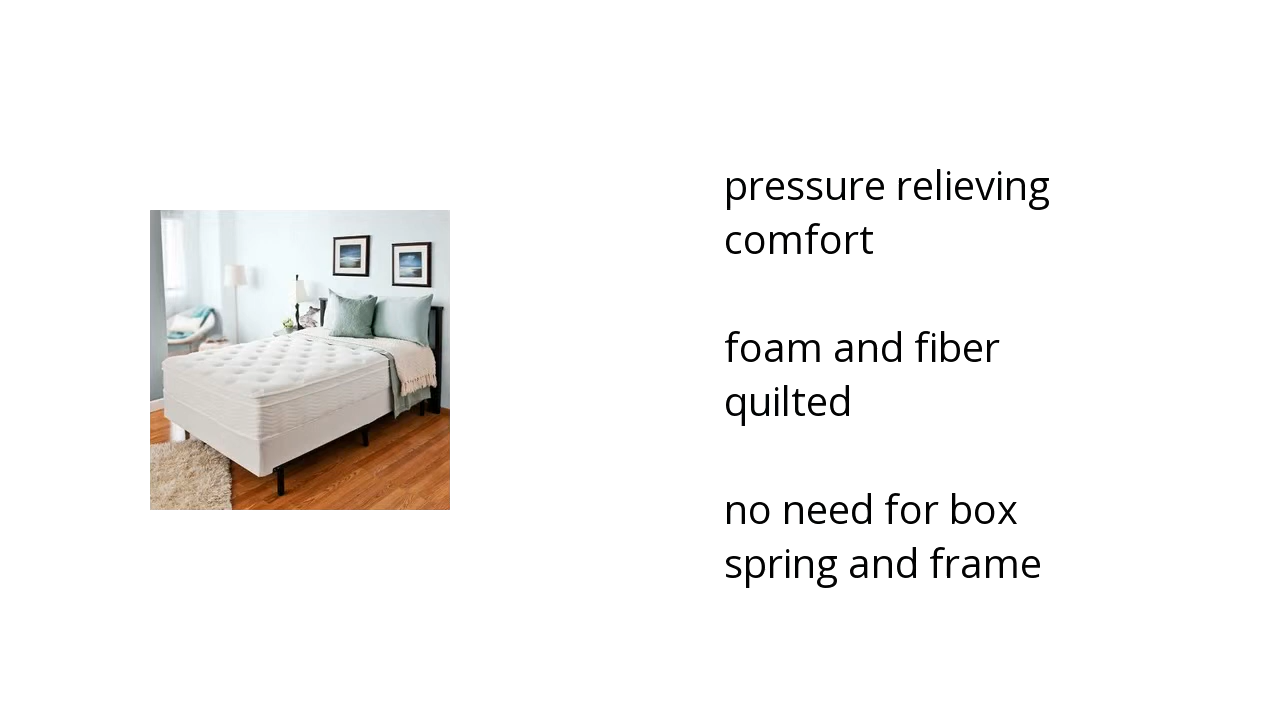 pressure relieving
comfort
foam and fiber
quilted
no need for box
spring and frame